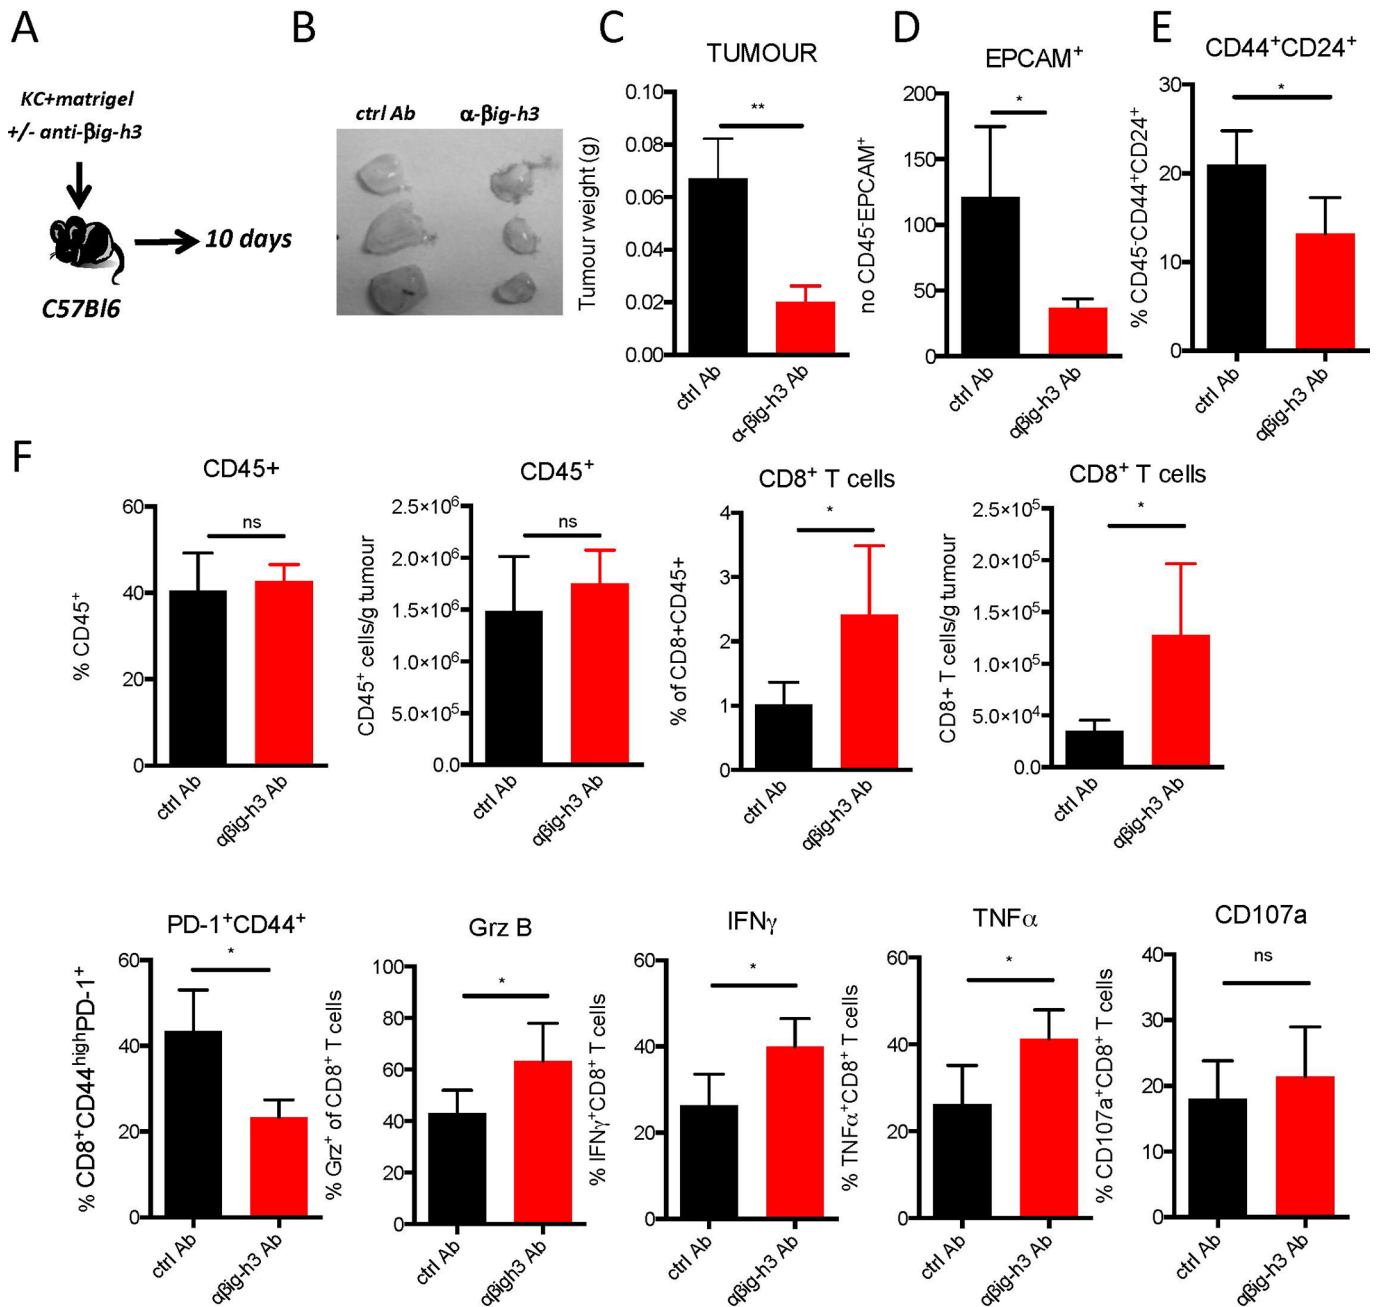 A
KC+matrigel
+/- anti-βig-h3
C57Bl6
10 days
B
ctrl Ab
α-βig-h3
C
TUMOUR
Tumour weight (g)
0.10
0.08
0.06
0.04
0.02
0.00
**
ctrl Ab
α-βig-h3 Ab
D
EPCAM⁺
no CD45⁻EPCAM⁺
200
150
100
50
0
*
ctrl Ab
αβig-h3 Ab
E
CD44⁺CD24⁺
% CD45⁻CD44⁺CD24⁺
30
20
10
0
*
ctrl Ab
αβig-h3 Ab
F
CD45+
% CD45⁺
60
40
20
0
ns
ctrl Ab
αβig-h3 Ab
CD45⁺
CD45⁺ cells/g tumour
2.5×10⁶
2.0×10⁶
1.5×10⁶
1.0×10⁶
5.0×10⁵
0.0
ns
ctrl Ab
αβig-h3 Ab
CD8⁺ T cells
% of CD8+CD45+
4
3
2
1
0
*
ctrl Ab
αβig-h3 Ab
CD8⁺ T cells
CD8+ T cells/g tumour
2.5×10⁵
2.0×10⁵
1.5×10⁵
1.0×10⁵
5.0×10⁴
0.0
*
ctrl Ab
αβig-h3 Ab
PD-1⁺CD44⁺
% CD8⁺CD44ʰⁱᵍʰPD-1⁺
60
40
20
0
*
ctrl Ab
αβig-h3 Ab
Grz B
% Grz⁺ of CD8⁺ T cells
100
80
60
40
20
0
*
ctrl Ab
αβigh3 Ab
IFNγ
% IFNγ⁺CD8⁺ T cells
60
40
20
0
*
ctrl Ab
αβig-h3 Ab
TNFα
% TNFα⁺CD8⁺ T cells
60
40
20
0
*
ctrl Ab
αβig-h3 Ab
CD107a
% CD107a⁺CD8⁺ T cells
40
30
20
10
0
ns
ctrl Ab
αβig-h3 Ab